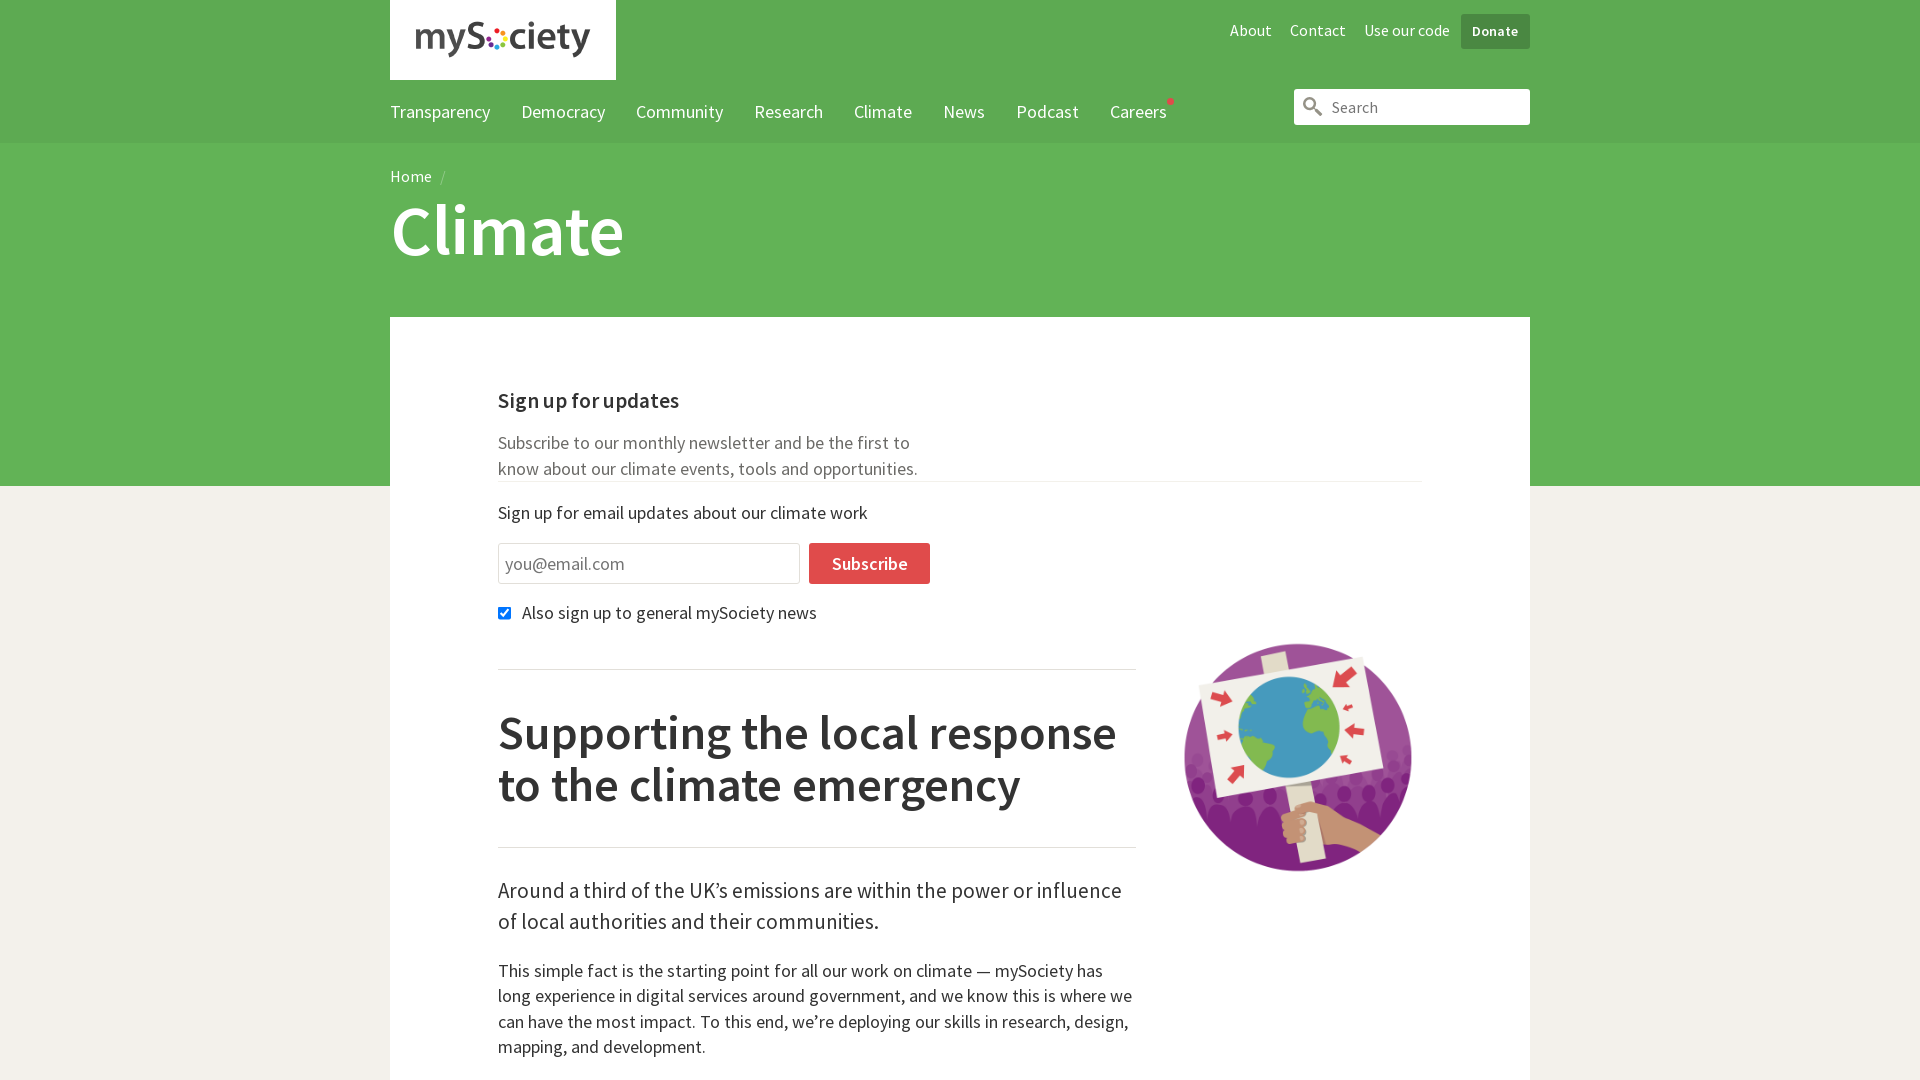 mySociety
About Contact Use our code Donate
Transparency Democracy Community Research Climate News Podcast Careers Search
Home /
Climate
Sign up for updates
Subscribe to our monthly newsletter and be the first to
know about our climate events, tools and opportunities.
Sign up for email updates about our climate work
you@email.com Subscribe
Also sign up to general mySociety news
Supporting the local response
to the climate emergency
Around a third of the UK’s emissions are within the power or influence
of local authorities and their communities.
This simple fact is the starting point for all our work on climate — mySociety has
long experience in digital services around government, and we know this is where we
can have the most impact. To this end, we’re deploying our skills in research, design,
mapping, and development.